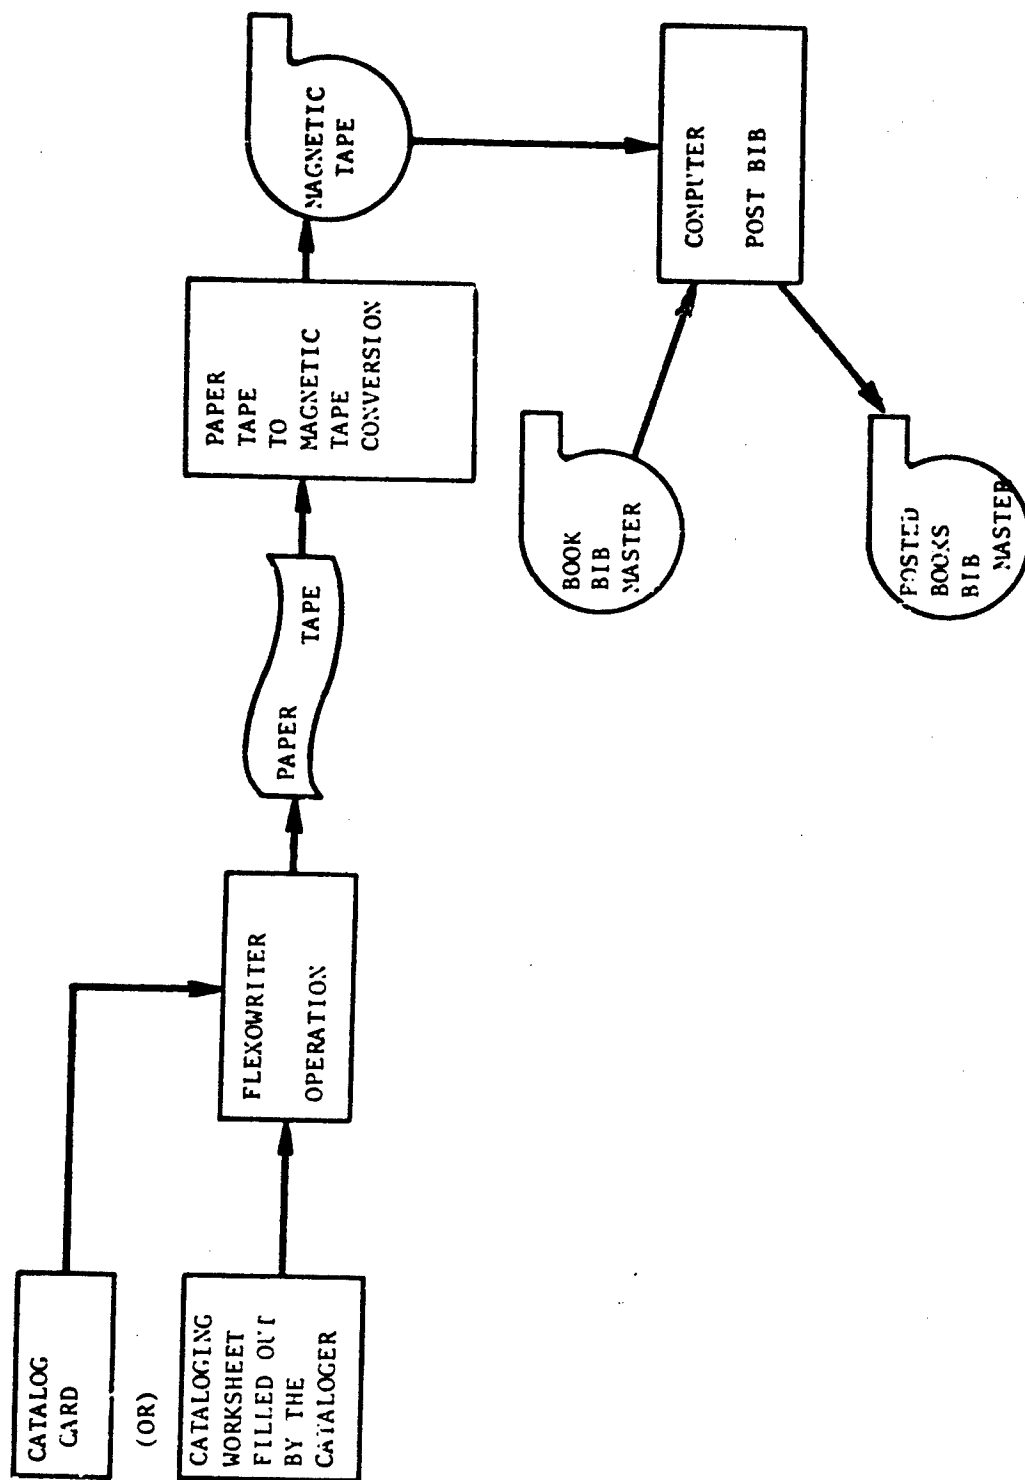 CATALOG
CARD
(OR)
CATALOGING
WORKSHEET
FILLED OUT
BY THE
CATALOGER
FLEXOWRITER
OPERATION
PAPER TAPE
PAPER
TAPE
TO
MAGNETIC
TAPE
CONVERSION
MAGNETIC
TAPE
BOOK
BIB
MASTER
COMPUTER
POST BIB
POSTED
BOOKS
BIB
MASTER